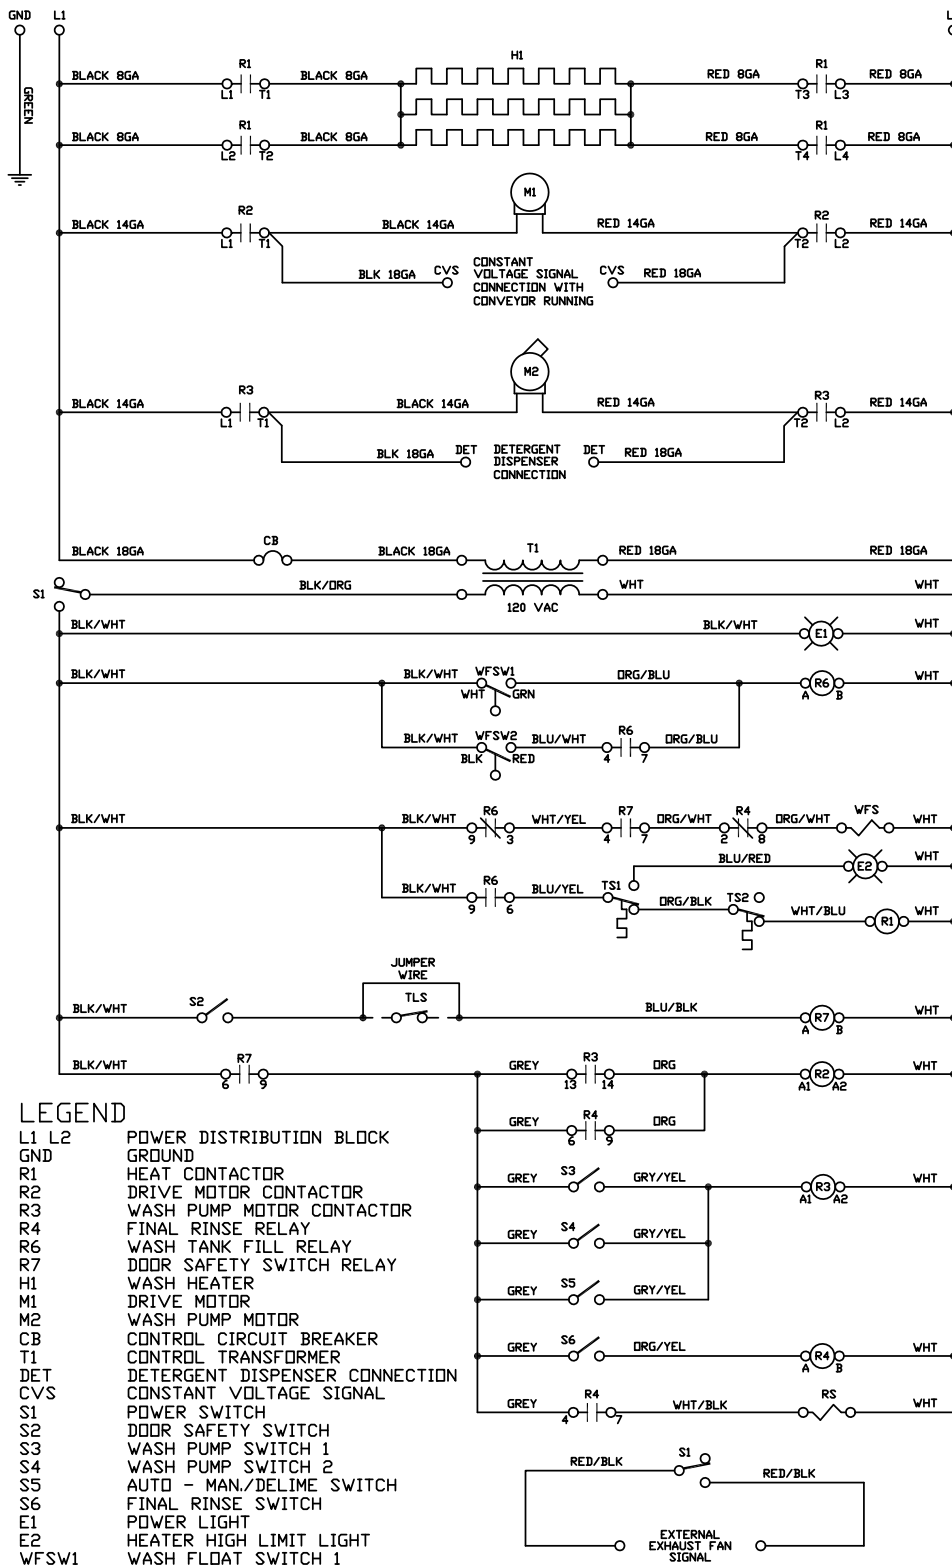 GND L1 L
BLACK 8GA R1 BLACK 8GA H1 RED 8GA R1 RED 8GA
L1 T1 T3 L3
GREEN
BLACK 8GA R1 BLACK 8GA RED 8GA R1 RED 8GA
L2 T2 T4 L4
M1
BLACK 14GA R2 BLACK 14GA RED 14GA R2 RED 14GA
L1 T1 T2 L2
BLK 18GA CVS CONSTANT VOLTAGE SIGNAL CONNECTION WITH CONVEYOR RUNNING CVS RED 18GA
M2
BLACK 14GA R3 BLACK 14GA RED 14GA R3 RED 14GA
L1 T1 T2 L2
BLK 18GA DET DETERGENT DISPENSER CONNECTION DET RED 18GA
BLACK 18GA CB BLACK 18GA T1 RED 18GA RED 18GA
S1 BLK/ORG 120 VAC WHT WHT
BLK/WHT BLK/WHT E1 WHT
BLK/WHT BLK/WHT WFSW1 ORG/BLU R6 WHT
WHT GRN A B
BLK/WHT WFSW2 BLU/WHT R6 ORG/BLU
BLK RED 4 7
BLK/WHT BLK/WHT R6 WHT/YEL R7 ORG/WHT R4 ORG/WHT WFS WHT
9 3 4 7 2 8
BLU/RED E2 WHT
BLK/WHT R6 BLU/YEL TS1 ORG/BLK TS2 WHT/BLU R1 WHT
9 6
JUMPER WIRE
BLK/WHT S2 TLS BLU/BLK R7 WHT
A B
BLK/WHT R7 GREY R3 ORG R2 WHT
6 9 13 14 A1 A2
GREY R4 ORG
6 9
GREY S3 GRY/YEL R3 WHT
A1 A2
GREY S4 GRY/YEL
GREY S5 GRY/YEL
GREY S6 ORG/YEL R4 WHT
A B
GREY R4 WHT/BLK RS WHT
4 7
RED/BLK S1 RED/BLK
EXTERNAL
EXHAUST FAN
SIGNAL
LEGEND
L1 L2 POWER DISTRIBUTION BLOCK
GND GROUND
R1 HEAT CONTACTOR
R2 DRIVE MOTOR CONTACTOR
R3 WASH PUMP MOTOR CONTACTOR
R4 FINAL RINSE RELAY
R6 WASH TANK FILL RELAY
R7 DOOR SAFETY SWITCH RELAY
H1 WASH HEATER
M1 DRIVE MOTOR
M2 WASH PUMP MOTOR
CB CONTROL CIRCUIT BREAKER
T1 CONTROL TRANSFORMER
DET DETERGENT DISPENSER CONNECTION
CVS CONSTANT VOLTAGE SIGNAL
S1 POWER SWITCH
S2 DOOR SAFETY SWITCH
S3 WASH PUMP SWITCH 1
S4 WASH PUMP SWITCH 2
S5 AUTO - MAN./DELIME SWITCH
S6 FINAL RINSE SWITCH
E1 POWER LIGHT
E2 HEATER HIGH LIMIT LIGHT
WFSW1 WASH FLOAT SWITCH 1